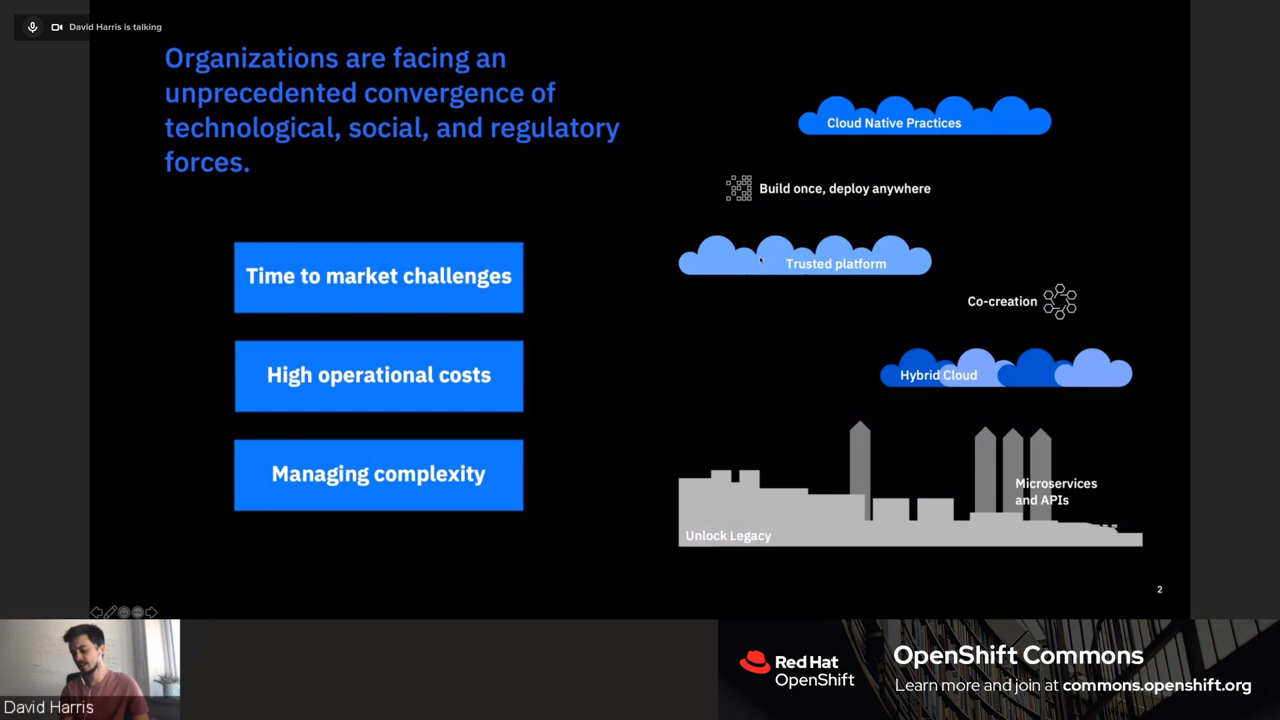 David Harris is talking
Organizations are facing an
unprecedented convergence of
technological, social, and regulatory
forces.
Time to market challenges
High operational costs
Managing complexity
Cloud Native Practices
Build once, deploy anywhere
Trusted platform
Co-creation
Hybrid Cloud
Microservices
and APIs
Unlock Legacy
2
David Harris
Red Hat
OpenShift
OpenShift Commons
Learn more and join at commons.openshift.org